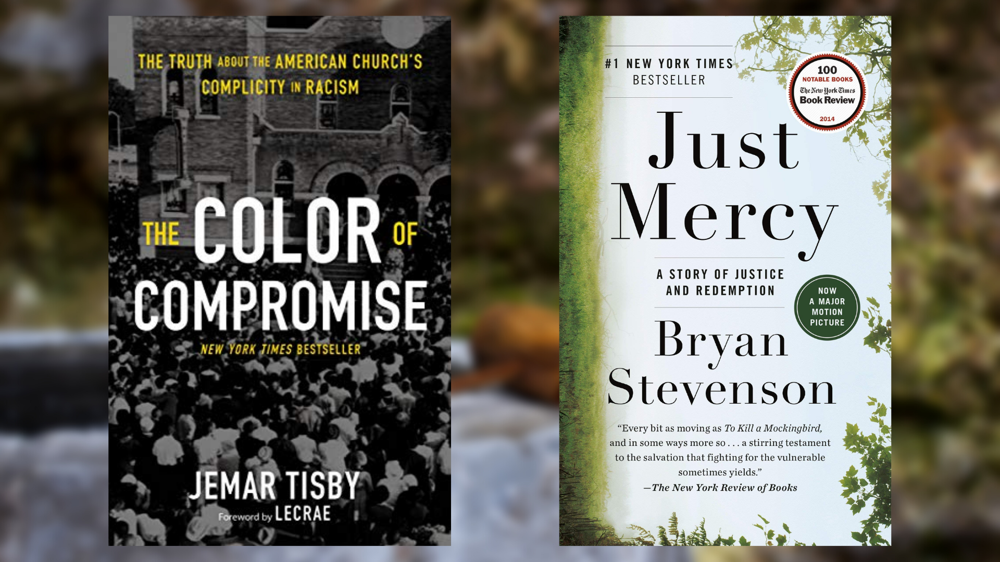 THE TRUTH ABOUT THE AMERICAN CHURCH'S
COMPLICITY IN RACISM
THE COLOR OF
COMPROMISE
NEW YORK TIMES BESTSELLER
JEMAR TISBY
Foreword by LECRAE
#1 NEW YORK TIMES
BESTSELLER
100
NOTABLE BOOKS
The New York Times
Book Review
2014
Just
Mercy
A STORY OF JUSTICE
AND REDEMPTION
NOW
A MAJOR
MOTION
PICTURE
Bryan
Stevenson
“Every bit as moving as To Kill a Mockingbird,
and in some ways more so . . . a stirring testament
to the salvation that fighting for the vulnerable
sometimes yields.”
—The New York Review of Books